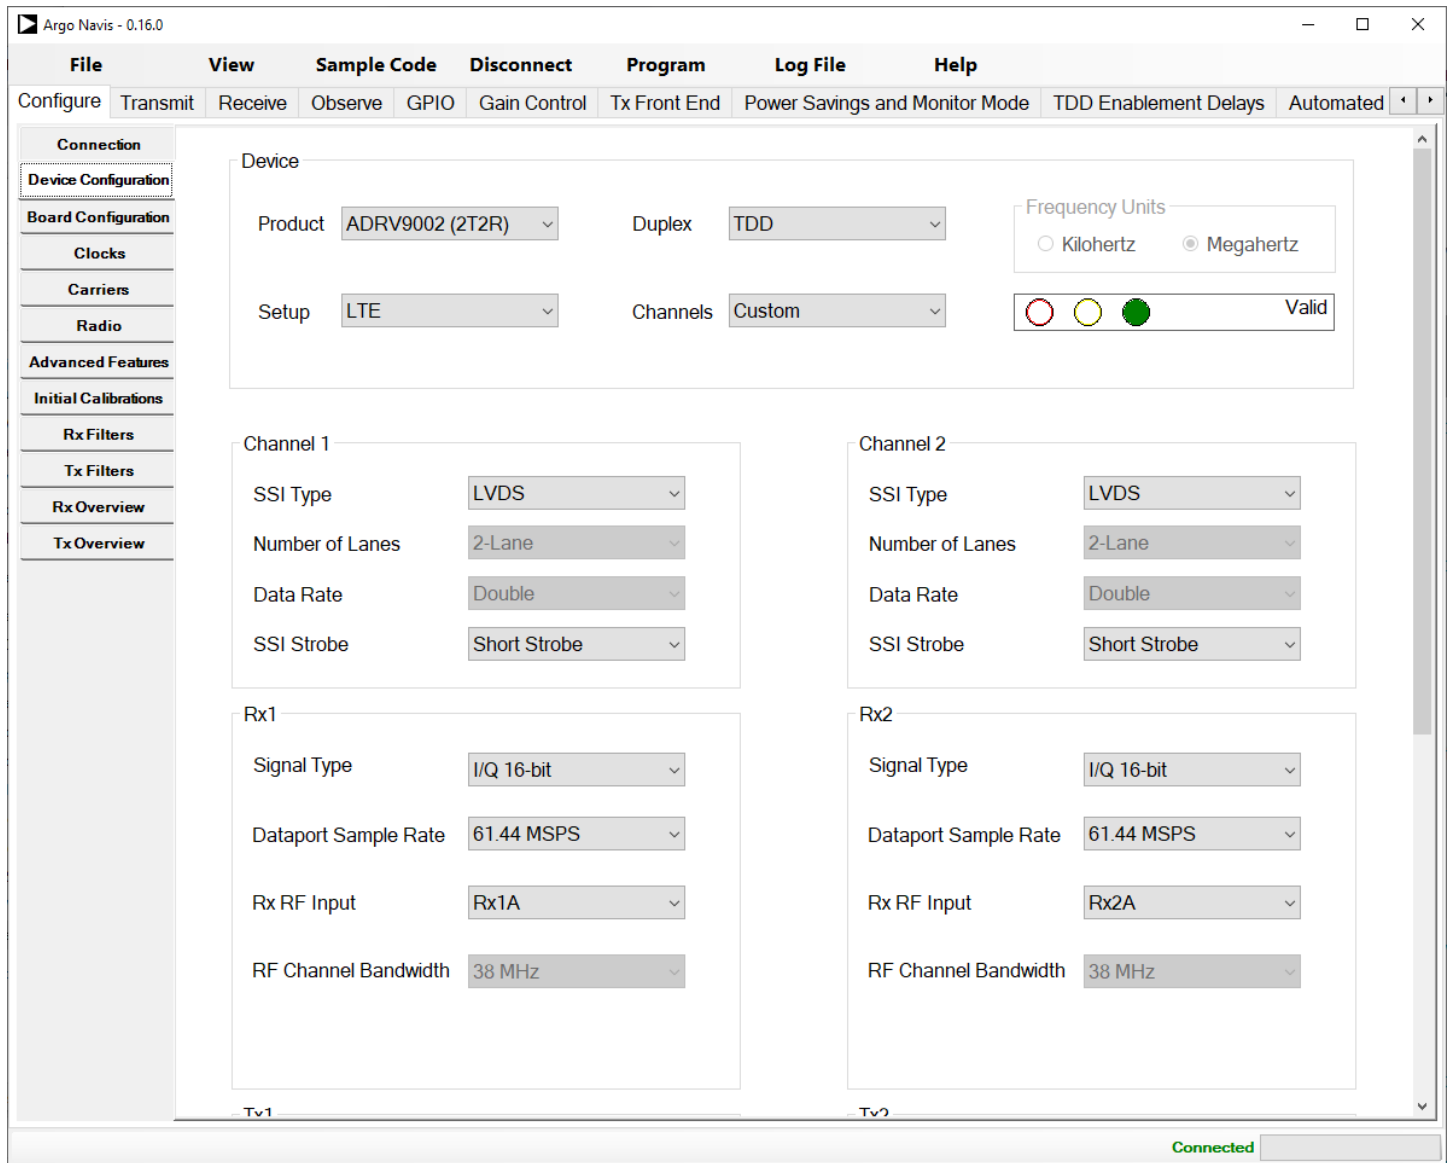 Argo Navis - 0.16.0
File View Sample Code Disconnect Program Log File Help
Configure Transmit Receive Observe GPIO Gain Control Tx Front End Power Savings and Monitor Mode TDD Enablement Delays Automated
Connection
Device Configuration
Board Configuration
Clocks
Carriers
Radio
Advanced Features
Initial Calibrations
Rx Filters
Tx Filters
Rx Overview
Tx Overview
Device
Product ADRV9002 (2T2R) Duplex TDD
Frequency Units
Kilohertz Megahertz
Setup LTE Channels Custom
Valid
Channel 1
SSI Type LVDS
Number of Lanes 2-Lane
Data Rate Double
SSI Strobe Short Strobe
Channel 2
SSI Type LVDS
Number of Lanes 2-Lane
Data Rate Double
SSI Strobe Short Strobe
Rx1
Signal Type I/Q 16-bit
Dataport Sample Rate 61.44 MSPS
Rx RF Input Rx1A
RF Channel Bandwidth 38 MHz
Rx2
Signal Type I/Q 16-bit
Dataport Sample Rate 61.44 MSPS
Rx RF Input Rx2A
RF Channel Bandwidth 38 MHz
Tx1
Tx2
Connected